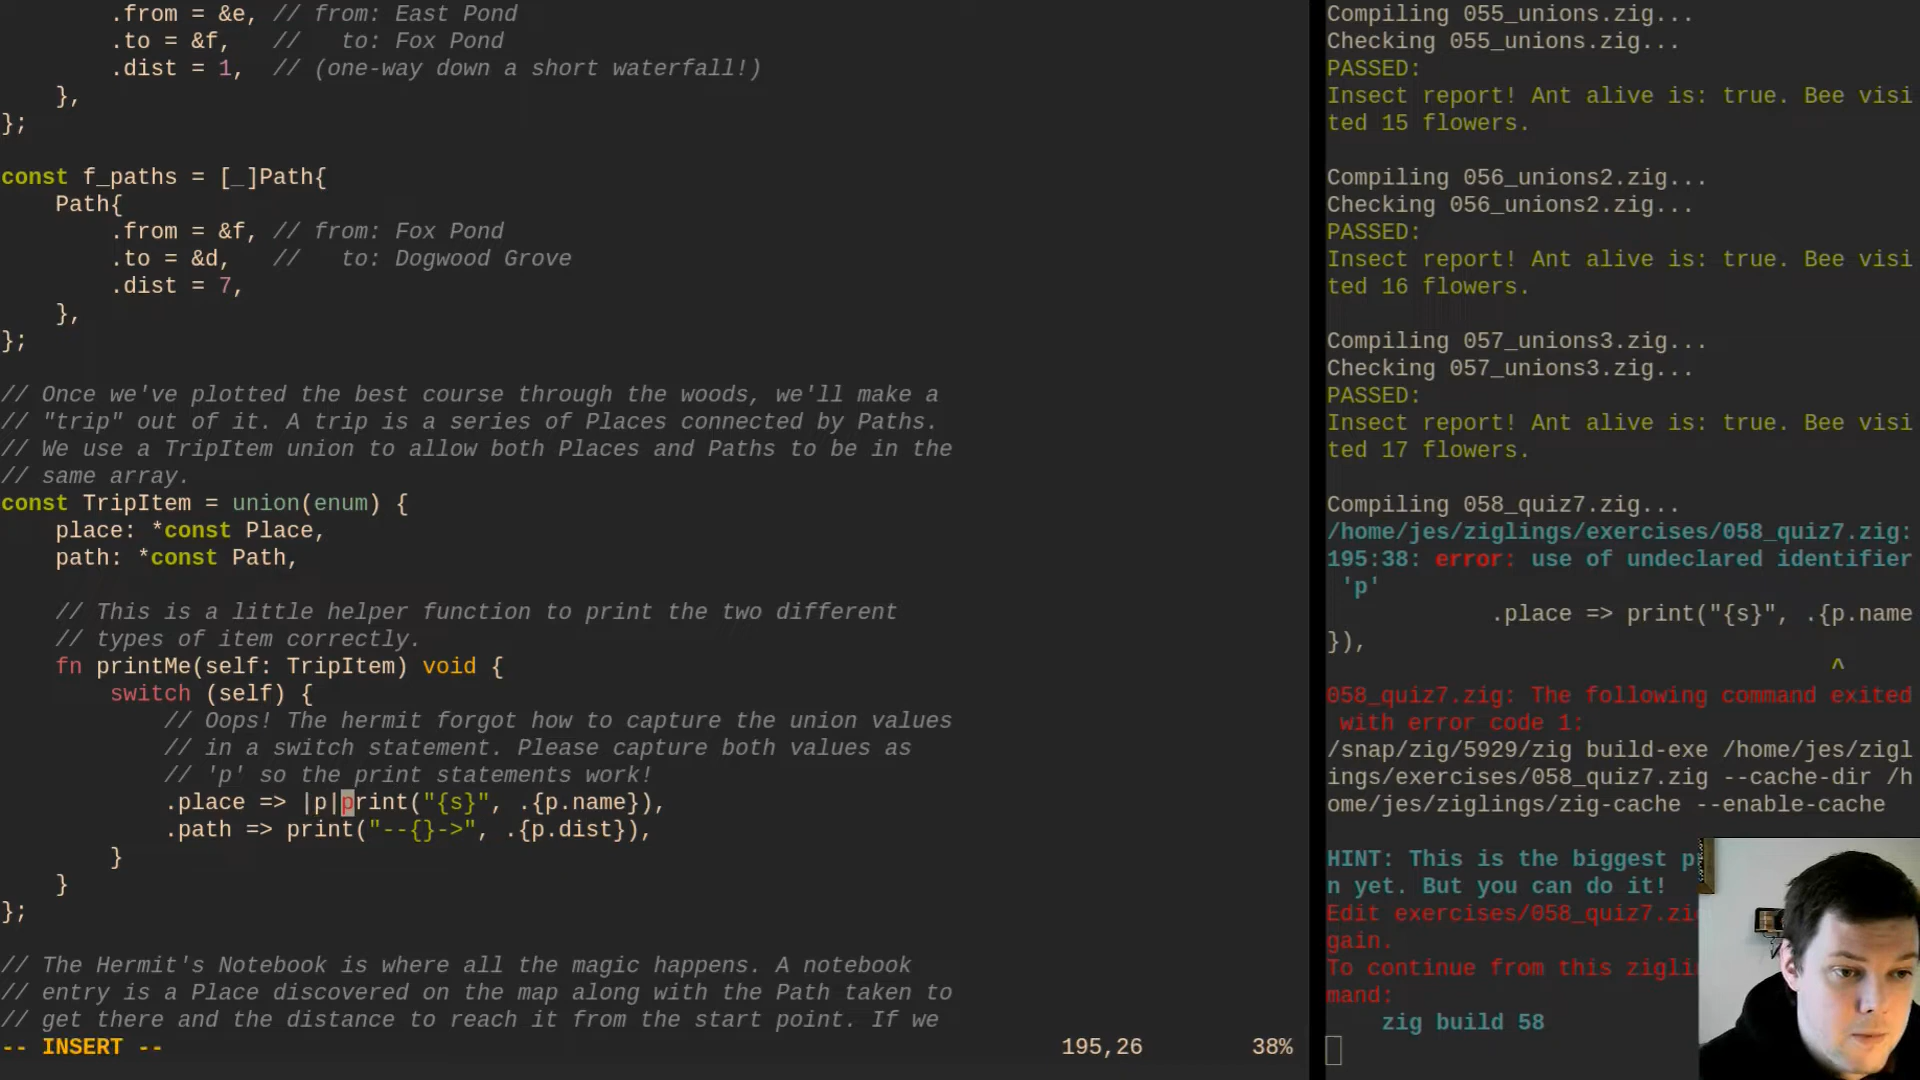 .from = &e, // from: East Pond
        .to = &f,   //   to: Fox Pond
        .dist = 1,  // (one-way down a short waterfall!)
    },
};
const f_paths = [_]Path{
    Path{
        .from = &f, // from: Fox Pond
        .to = &d,   //   to: Dogwood Grove
        .dist = 7,
    },
};
// Once we've plotted the best course through the woods, we'll make a
// "trip" out of it. A trip is a series of Places connected by Paths.
// We use a TripItem union to allow both Places and Paths to be in the
// same array.
const TripItem = union(enum) {
    place: *const Place,
    path: *const Path,
    // This is a little helper function to print the two different
    // types of item correctly.
    fn printMe(self: TripItem) void {
        switch (self) {
            // Oops! The hermit forgot how to capture the union values
            // in a switch statement. Please capture both values as
            // 'p' so the print statements work!
            .place => |p|print("{s}", .{p.name}),
            .path => print("--{}->", .{p.dist}),
        }
    }
};
// The Hermit's Notebook is where all the magic happens. A notebook
// entry is a Place discovered on the map along with the Path taken to
// get there and the distance to reach it from the start point. If we
-- INSERT --
195,26
38%
Compiling 055_unions.zig...
Checking 055_unions.zig...
PASSED:
Insect report! Ant alive is: true. Bee visi
ted 15 flowers.
Compiling 056_unions2.zig...
Checking 056_unions2.zig...
PASSED:
Insect report! Ant alive is: true. Bee visi
ted 16 flowers.
Compiling 057_unions3.zig...
Checking 057_unions3.zig...
PASSED:
Insect report! Ant alive is: true. Bee visi
ted 17 flowers.
Compiling 058_quiz7.zig...
/home/jes/ziglings/exercises/058_quiz7.zig:
195:38: error: use of undeclared identifier
 'p'
            .place => print("{s}", .{p.name
}),
^
058_quiz7.zig: The following command exited
 with error code 1:
/snap/zig/5929/zig build-exe /home/jes/zigl
ings/exercises/058_quiz7.zig --cache-dir /h
ome/jes/ziglings/zig-cache --enable-cache
HINT: This is the biggest p
n yet. But you can do it!
Edit exercises/058_quiz7.zi
gain.
To continue from this zigli
mand:
    zig build 58